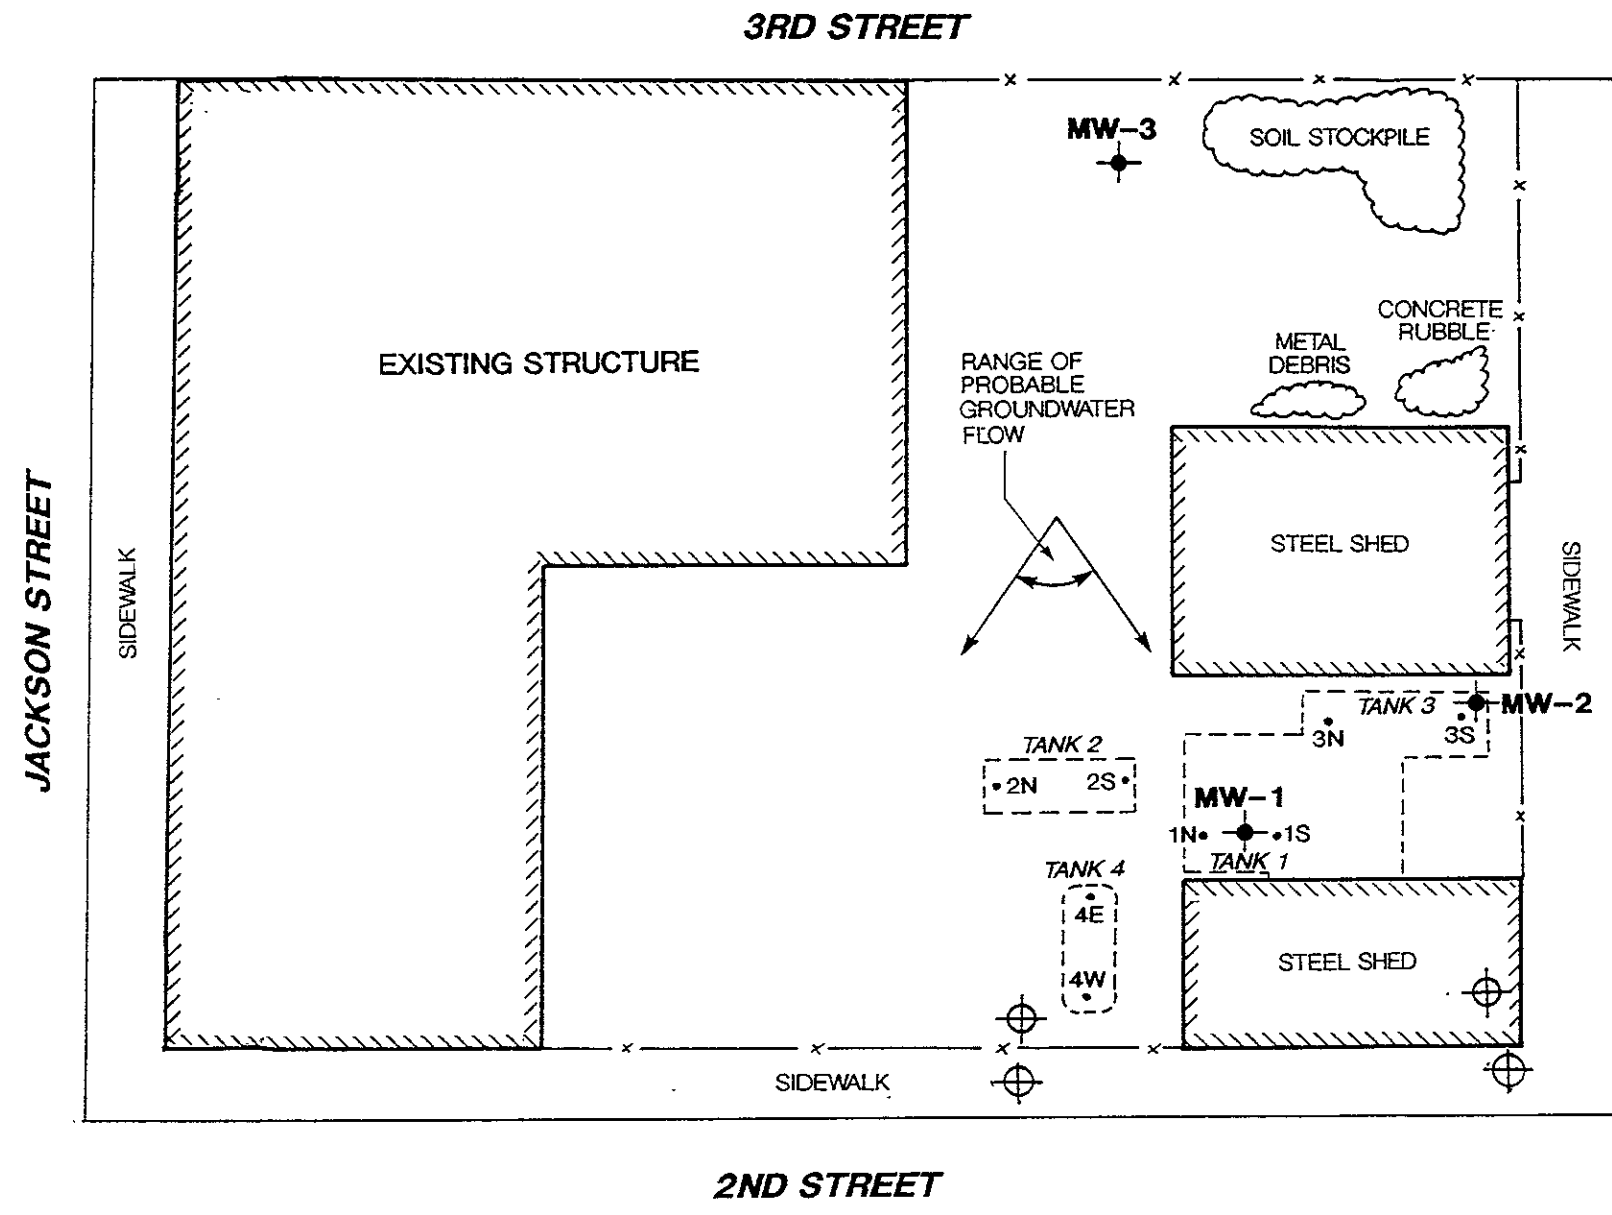 3RD STREET
MW-3
SOIL STOCKPILE
CONCRETE
RUBBLE
METAL
DEBRIS
EXISTING STRUCTURE
RANGE OF
PROBABLE
GROUNDWATER
FLOW
JACKSON STREET
SIDEWALK
STEEL SHED
SIDEWALK
TANK 3
MW-2
3N
3S
TANK 2
2N
2S
MW-1
1N
1S
TANK 1
TANK 4
4E
4W
STEEL SHED
SIDEWALK
2ND STREET